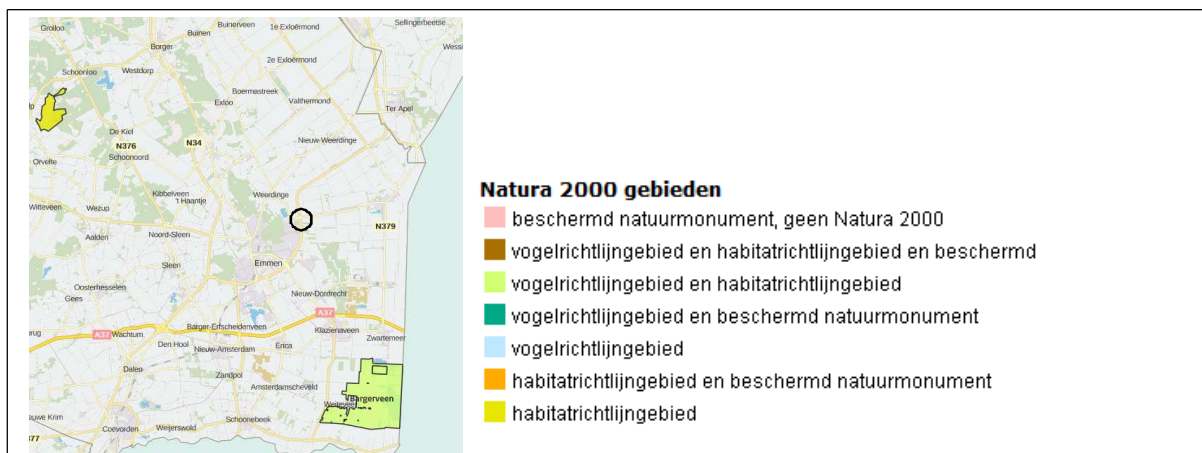 Grolloo
Buinerveen
1e Exloërmond
Sellingerbeetse
Buinen
Borger
Wessi
2e Exloërmond
Schoonloo
Westdorp
Boermastreek
Valthermond
Exloo
Ter Apel
De Kiel
N376
N34
Nieuw-Weerdinge
Schoonoord
Orvelte
Kibbelveen
Weerdinge
't Haantje
Witteveen
Wezup
N379
Aalden
Noord-Sleen
Sleen
Emmen
Oosterhesselen
Gees
Nieuw-Dordrecht
A37
A37
Wachtum
Barger-Erfscheidenveen
Klazienaveen
Zwartemeer
Den Hool
Nieuw-Amsterdam
Erica
Dalen
Zandpol
Amsterdamscheveld
Bargerveen
Weiteveen
Schoonebeek
Coevorden
Weijerswold
Natura 2000 gebieden
beschermd natuurmonument, geen Natura 2000
vogelrichtlijngebied en habitatrichtlijngebied en beschermd
vogelrichtlijngebied en habitatrichtlijngebied
vogelrichtlijngebied en beschermd natuurmonument
vogelrichtlijngebied
habitatrichtlijngebied en beschermd natuurmonument
habitatrichtlijngebied